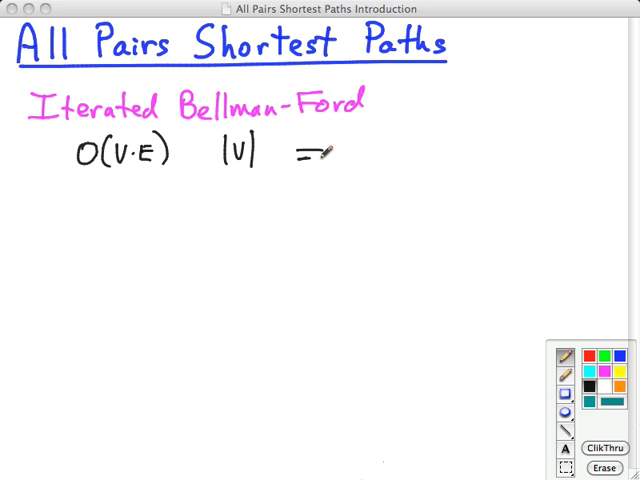 All Pairs Shortest Paths Introduction
All Pairs Shortest Paths
Iterated Bellman-Ford
O(V·E) |V| =
A
ClikThru
Erase